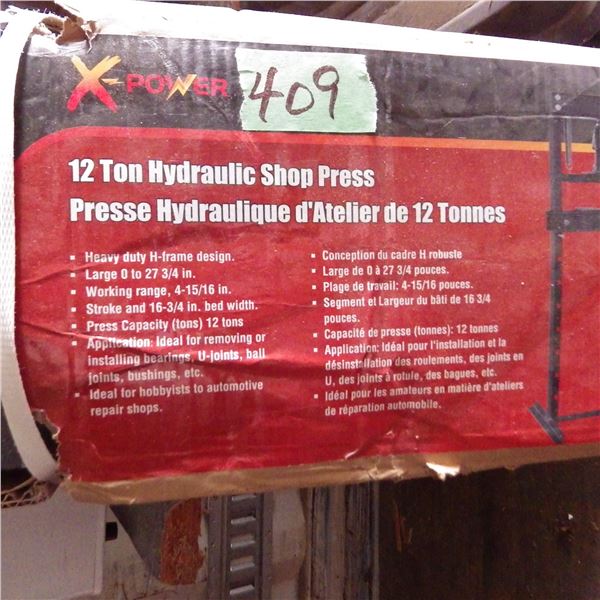 X-POWER
409
12 Ton Hydraulic Shop Press
Presse Hydraulique d'Atelier de 12 Tonnes
Heavy duty H-frame design.
Large 0 to 27 3/4 in.
Working range, 4-15/16 in.
Stroke and 16-3/4 in. bed width.
Press Capacity (tons) 12 tons
Application: Ideal for removing or
installing bearings, U-joints, ball
joints, bushings, etc.
Ideal for hobbyists to automotive
repair shops.
Conception du cadre H robuste
Large de 0 à 27 3/4 pouces.
Plage de travail: 4-15/16 pouces.
Segment et Largeur du bâti de 16 3/4
pouces.
Capacité de presse (tonnes): 12 tonnes
Application: Idéal pour l'installation et la
désinstallation des roulements, des joints en
U, des joints à rotule, des bagues, etc.
Idéal pour les amateurs en matière d'ateliers
de réparation automobile.